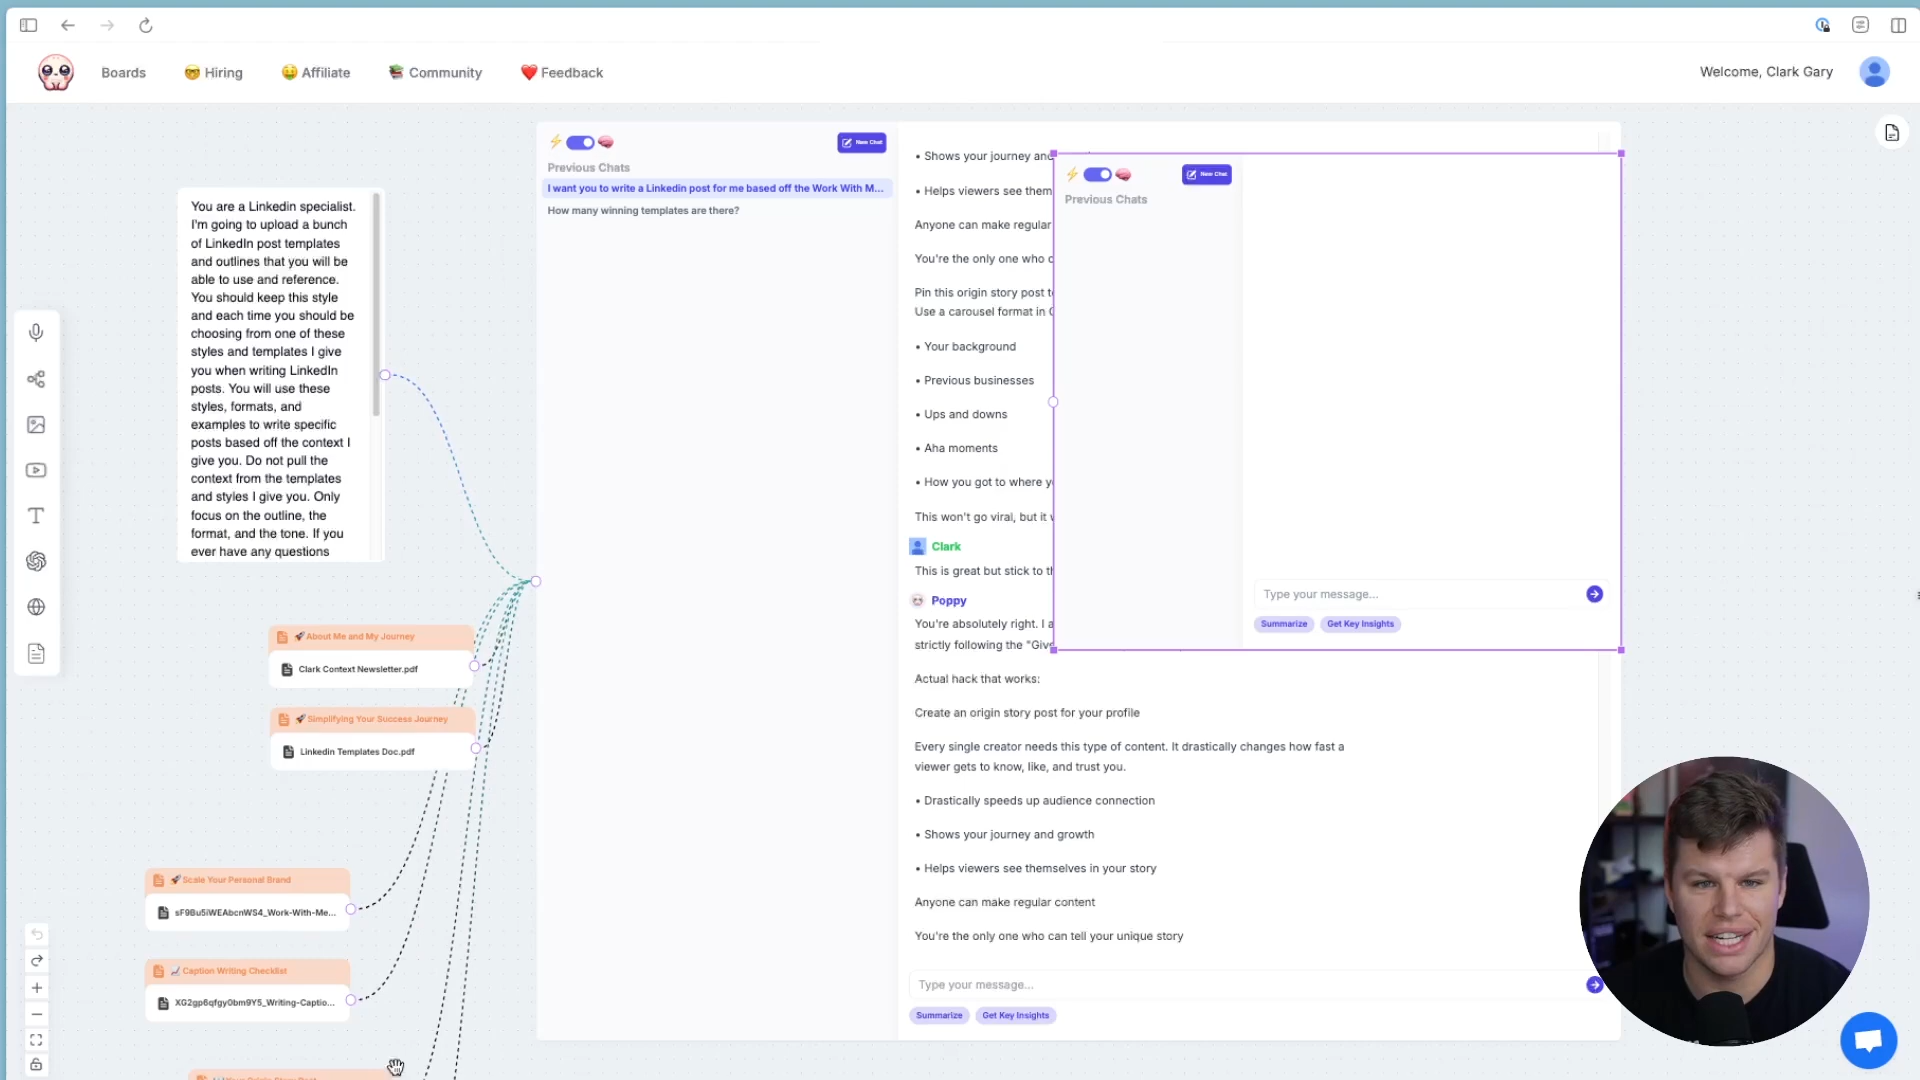 Boards
🤓 Hiring
🤑 Affiliate
📚 Community
❤️ Feedback
Welcome, Clark Gary
You are a Linkedin specialist.
I'm going to upload a bunch
of LinkedIn post templates
and outlines that you will be
able to use and reference.
You should keep this style
and each time you should be
choosing from one of these
styles and templates I give
you when writing LinkedIn
posts. You will use these
styles, formats, and
examples to write specific
posts based off the context I
give you. Do not pull the
context from the templates
and styles I give you. Only
focus on the outline, the
format, and the tone. If you
ever have any questions
🚀 About Me and My Journey
Clark Context Newsletter.pdf
🚀 Simplifying Your Success Journey
Linkedin Templates Doc.pdf
🚀 Scale Your Personal Brand
sF9Bu5iWEAbcnWS4_Work-With-Me...
📈 Caption Writing Checklist
XG2gp6qfgy0bm9Y5_Writing-Captio...
New Chat
Previous Chats
I want you to write a Linkedin post for me based off the Work With M...
How many winning templates are there?
• Shows your journey and
• Helps viewers see them
Anyone can make regular
You're the only one who
Pin this origin story post
Use a carousel format in
• Your background
• Previous businesses
• Ups and downs
• Aha moments
• How you got to where
This won't go viral, but it
Clark
This is great but stick to
Poppy
You're absolutely right. I
strictly following the
Actual hack that works:
Create an origin story post for your profile
Every single creator needs this type of content. It drastically changes how fast a
viewer gets to know, like, and trust you.
• Drastically speeds up audience connection
• Shows your journey and growth
• Helps viewers see themselves in your story
Anyone can make regular content
You're the only one who can tell your unique story
Type your message...
Summarize
Get Key Insights
New Chat
Previous Chats
Type your message...
Summarize
Get Key Insights